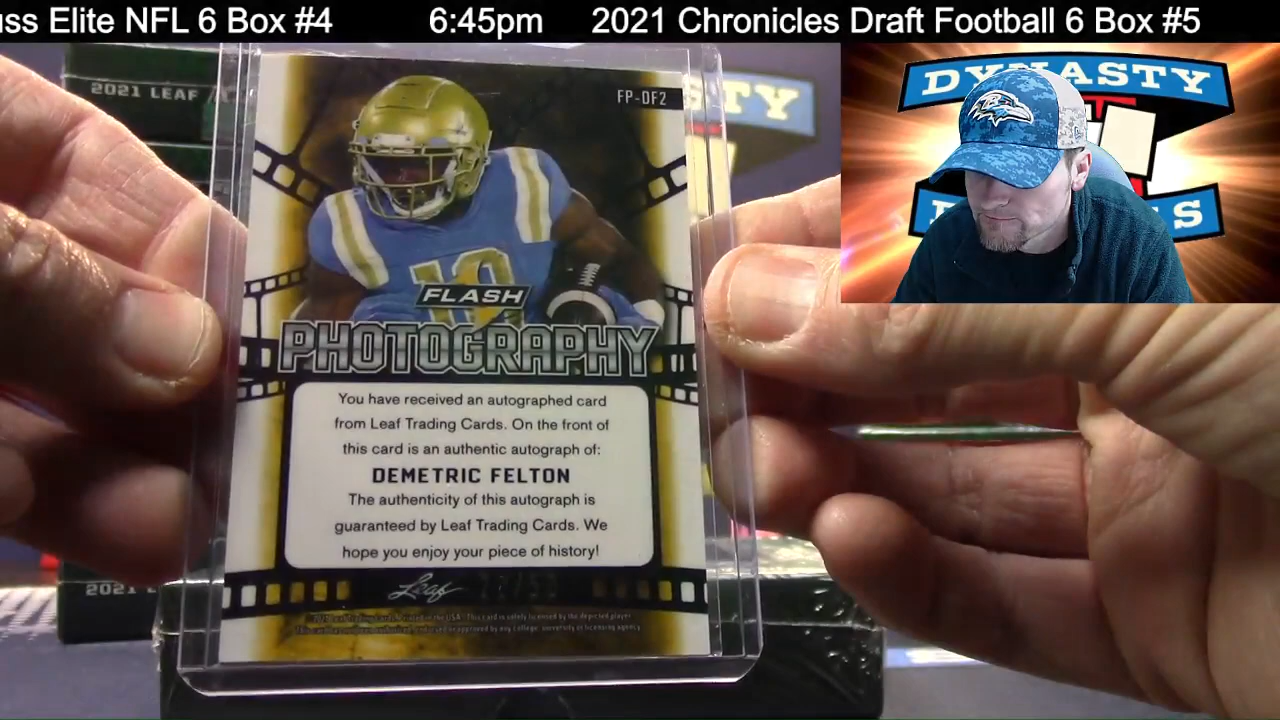 uss Elite NFL 6 Box #4 6:45pm 2021 Chronicles Draft Football 6 Box #5
2021 LEAF
FP-DF2
DYNASTY
10
FLASH
PHOTOGRAPHY
You have received an autographed card
from Leaf Trading Cards. On the front of
this card is an authentic autograph of:
DEMETRIC FELTON
The authenticity of this autograph is
guaranteed by Leaf Trading Cards. We
hope you enjoy your piece of history!
Leaf
2021 L